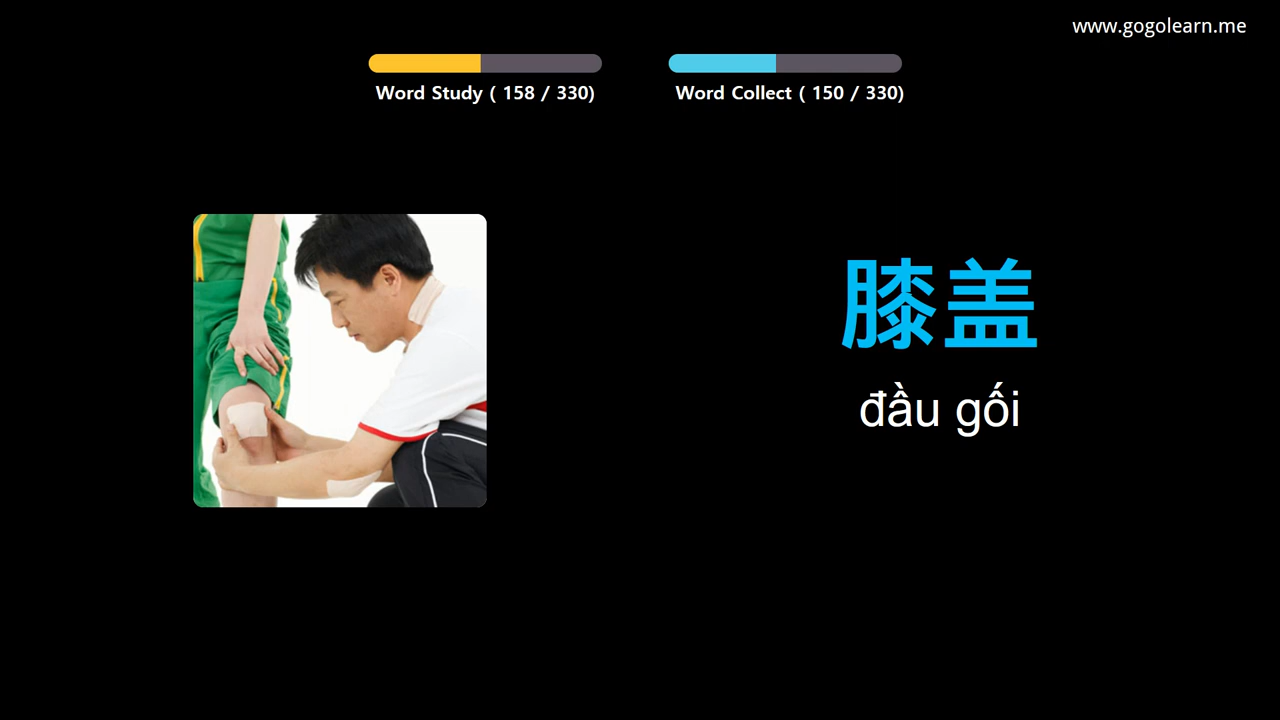 www.gogolearn.me
Word Study ( 158 / 330)
Word Collect ( 150 / 330)
膝盖
đầu gối